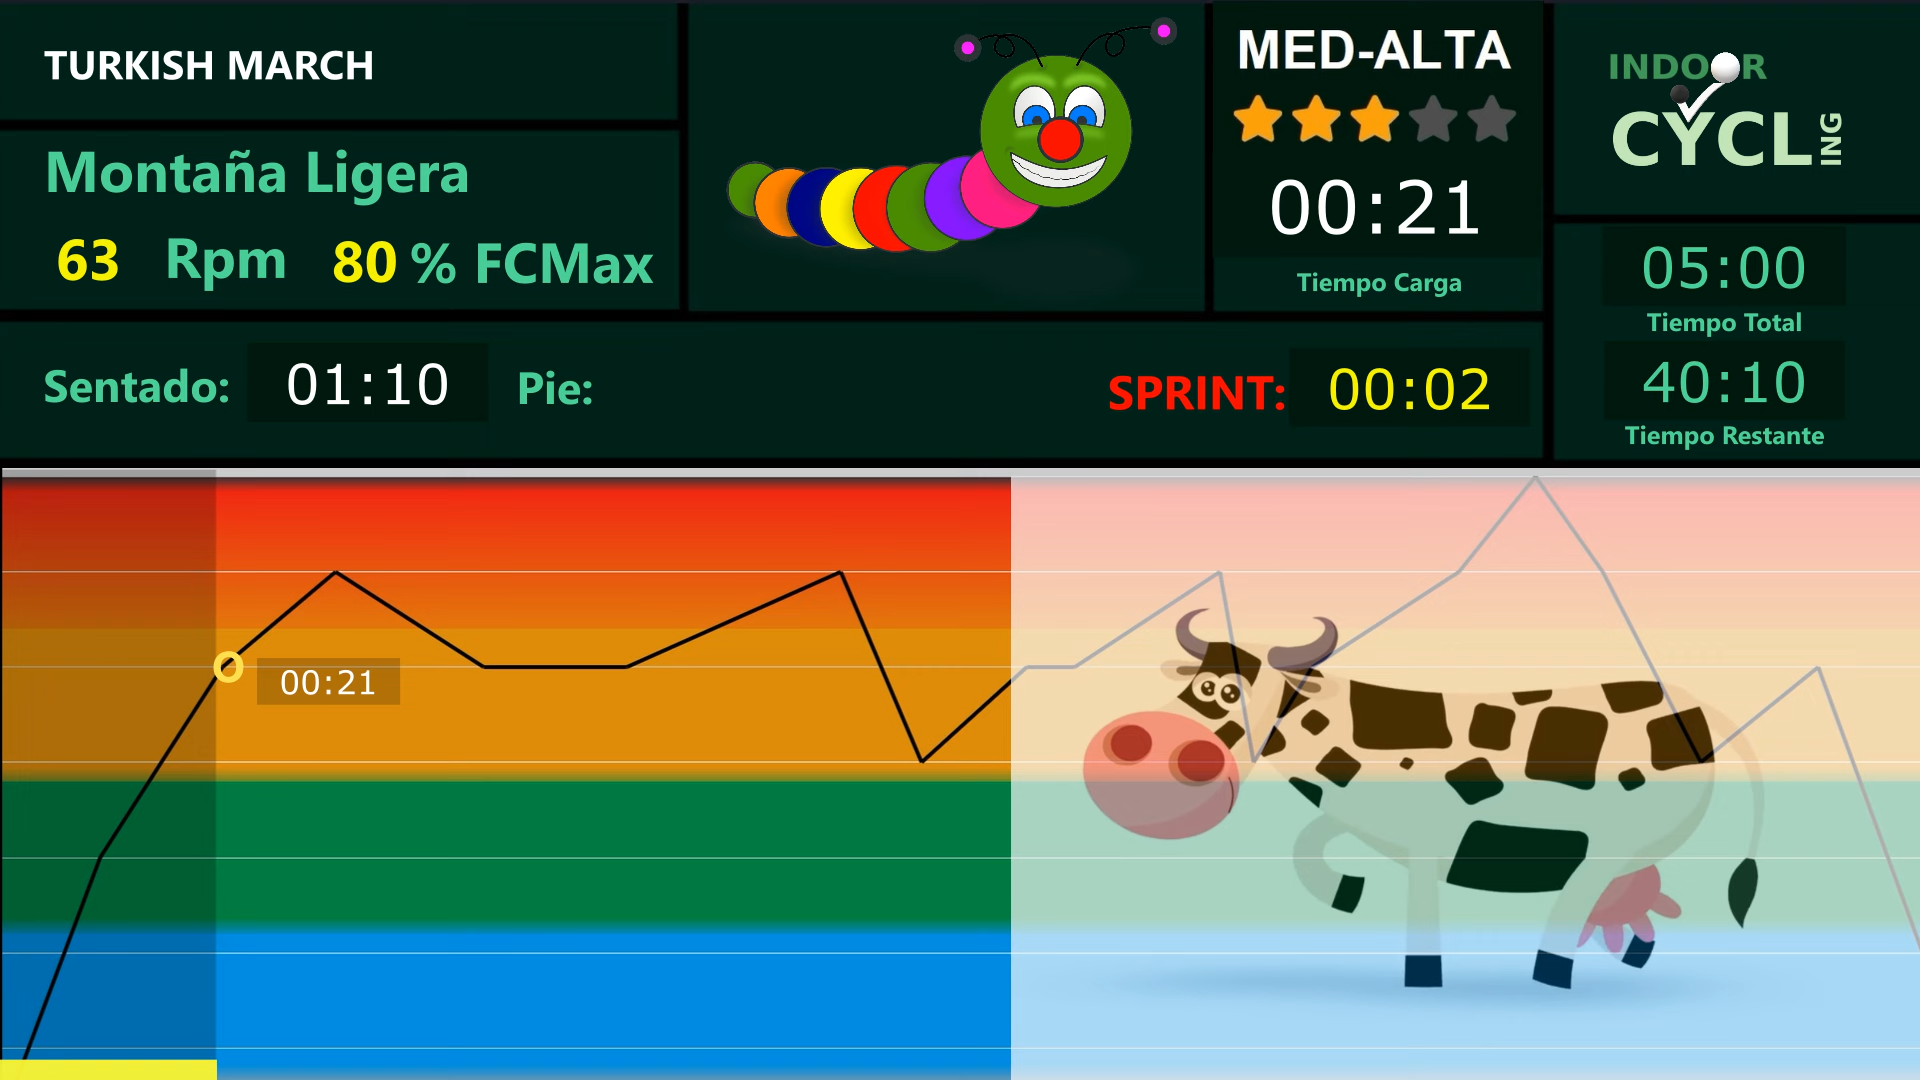 TURKISH MARCH
Montaña Ligera
63 Rpm 80 % FCMax
MED-ALTA
00:21
Tiempo Carga
INDOOR
CYCLING
05:00
Tiempo Total
40:10
Tiempo Restante
Sentado: 01:10 Pie: SPRINT: 00:02
00:21